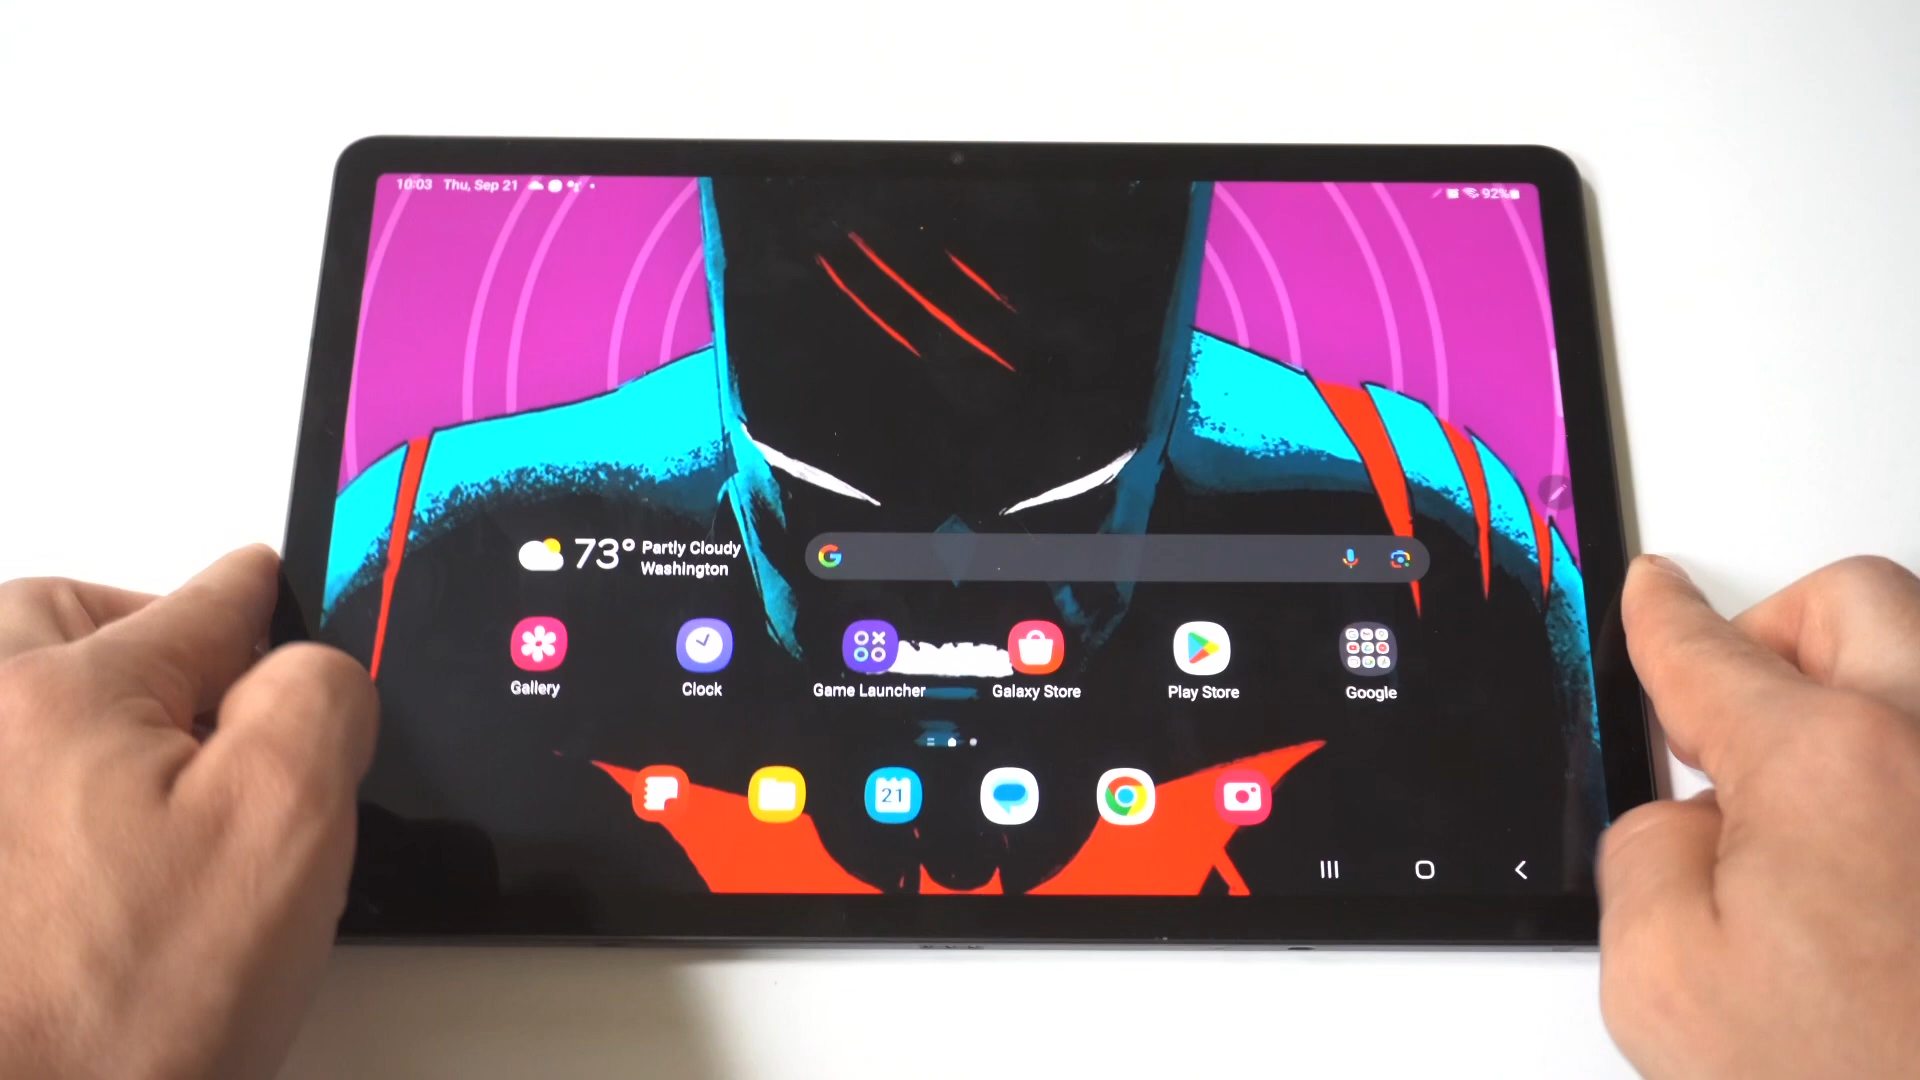 10:03 Thu, Sep 21
92%
73° Partly Cloudy
Washington
Gallery
Clock
Game Launcher
Galaxy Store
Play Store
Google
21